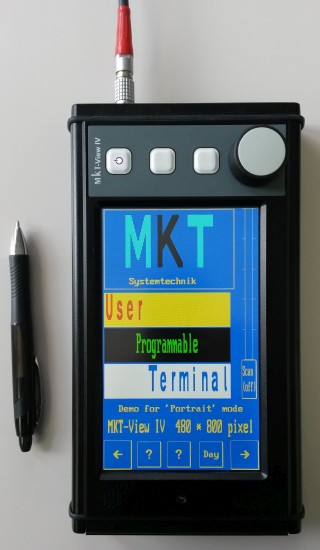 MKT-View IV
MKT
Systemtechnik
User
Programmable
Terminal
Scan
(off)
Demo for 'Portrait' mode
MKT-View IV 480 * 800 pixel
← ? ? Day →